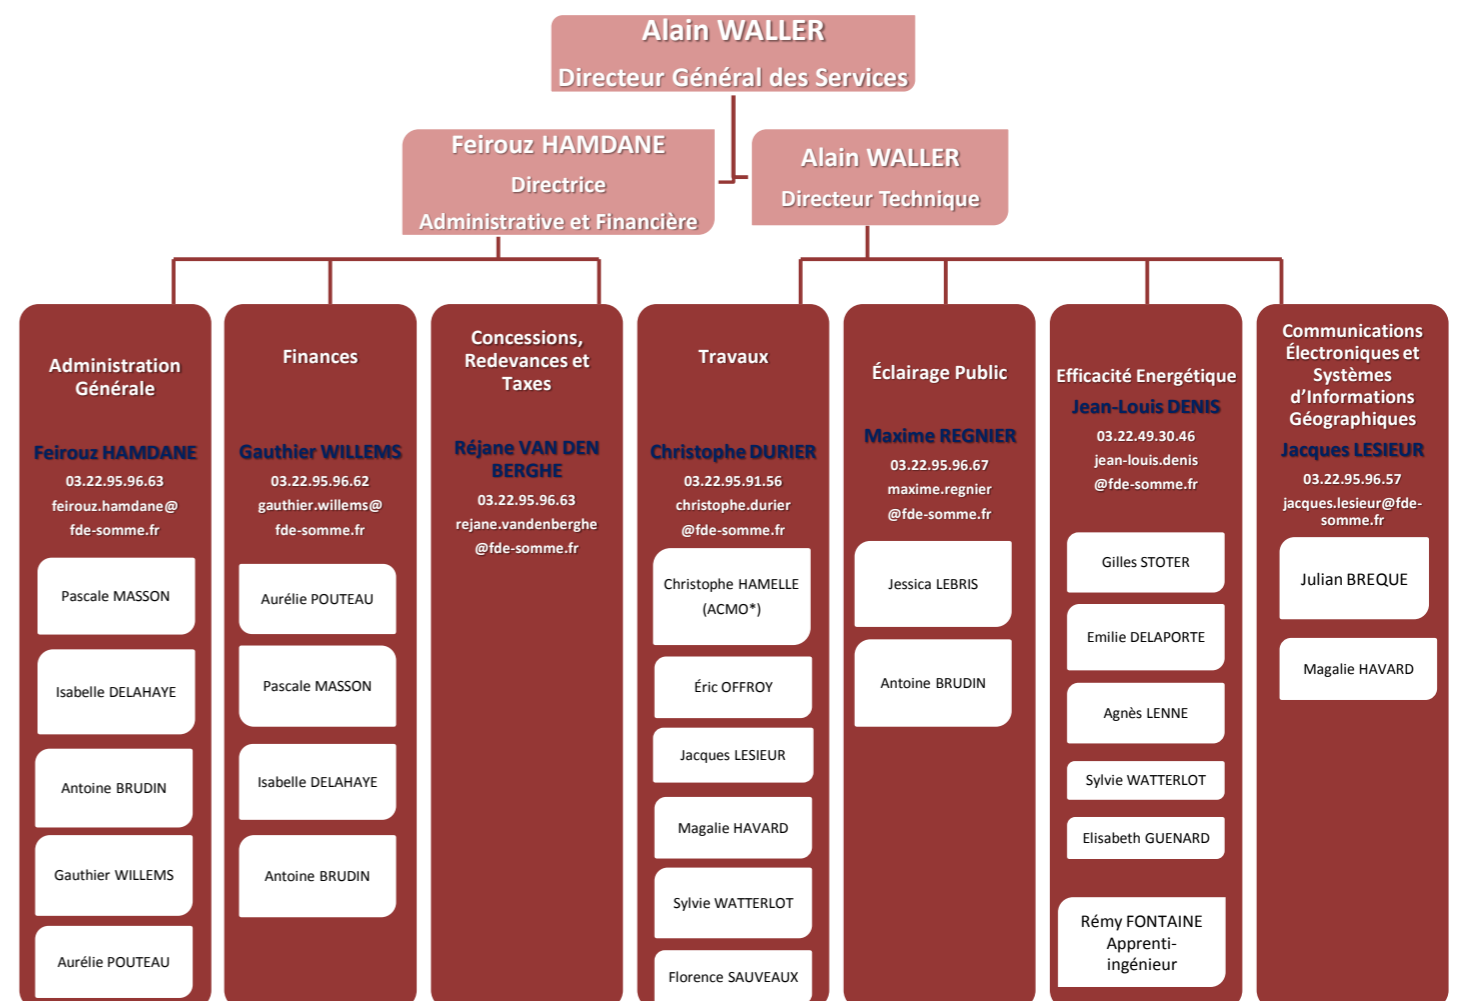 Alain WALLER
Directeur Général des Services
Feirouz HAMDANE
Directrice
Administrative et Financière
Alain WALLER
Directeur Technique
Administration
Générale
Feirouz HAMDANE
03.22.95.96.63
feirouz.hamdane@
fde-somme.fr
Pascale MASSON
Isabelle DELAHAYE
Antoine BRUDIN
Gauthier WILLEMS
Aurélie POUTEAU
Finances
Gauthier WILLEMS
03.22.95.96.62
gauthier.willems@
fde-somme.fr
Aurélie POUTEAU
Pascale MASSON
Isabelle DELAHAYE
Antoine BRUDIN
Concessions,
Redevances et
Taxes
Réjane VAN DEN
BERGHE
03.22.95.96.63
rejane.vandenberghe
@fde-somme.fr
Travaux
Christophe DURIER
03.22.95.91.56
christophe.durier
@fde-somme.fr
Christophe HAMELLE
(ACMO*)
Éric OFFROY
Jacques LESIEUR
Magalie HAVARD
Sylvie WATTERLOT
Florence SAUVEAUX
Éclairage Public
Maxime REGNIER
03.22.95.96.67
maxime.regnier
@fde-somme.fr
Jessica LEBRIS
Antoine BRUDIN
Efficacité Energétique
Jean-Louis DENIS
03.22.49.30.46
jean-louis.denis
@fde-somme.fr
Gilles STOTER
Emilie DELAPORTE
Agnès LENNE
Sylvie WATTERLOT
Elisabeth GUENARD
Rémy FONTAINE
Apprenti-
ingénieur
Communications
Électroniques et
Systèmes
d’Informations
Géographiques
Jacques LESIEUR
03.22.95.96.57
jacques.lesieur@fde-
somme.fr
Julian BREQUE
Magalie HAVARD